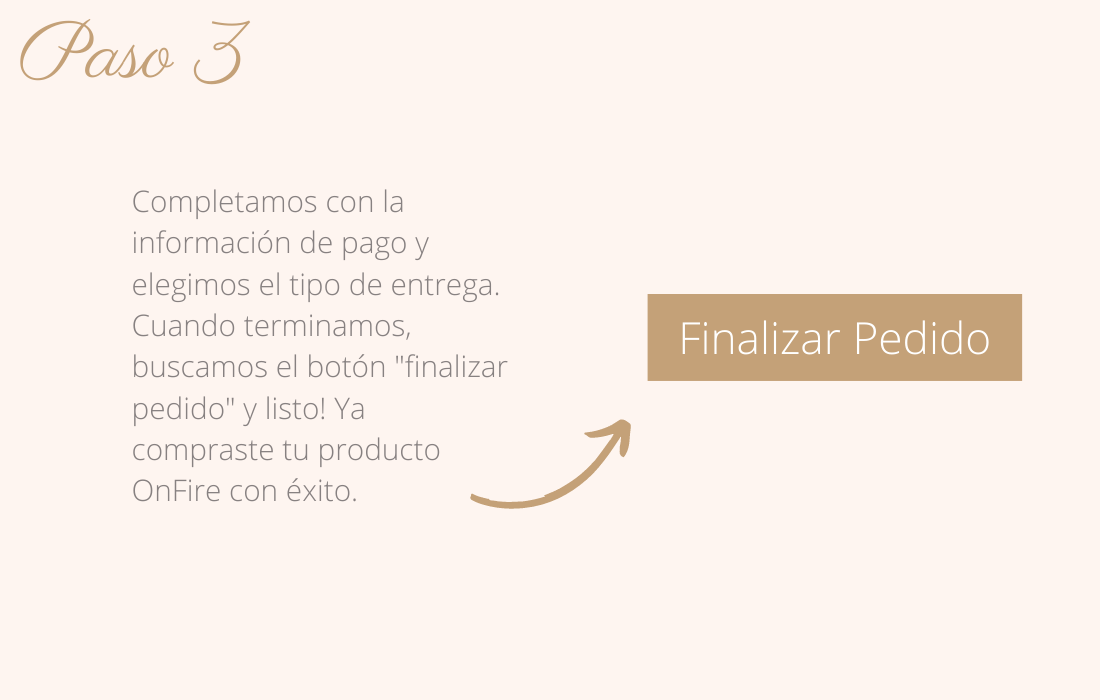 Paso 3
Completamos con la
información de pago y
elegimos el tipo de entrega.
Cuando terminamos,
buscamos el botón "finalizar
pedido" y listo! Ya
compraste tu producto
OnFire con éxito.
Finalizar Pedido